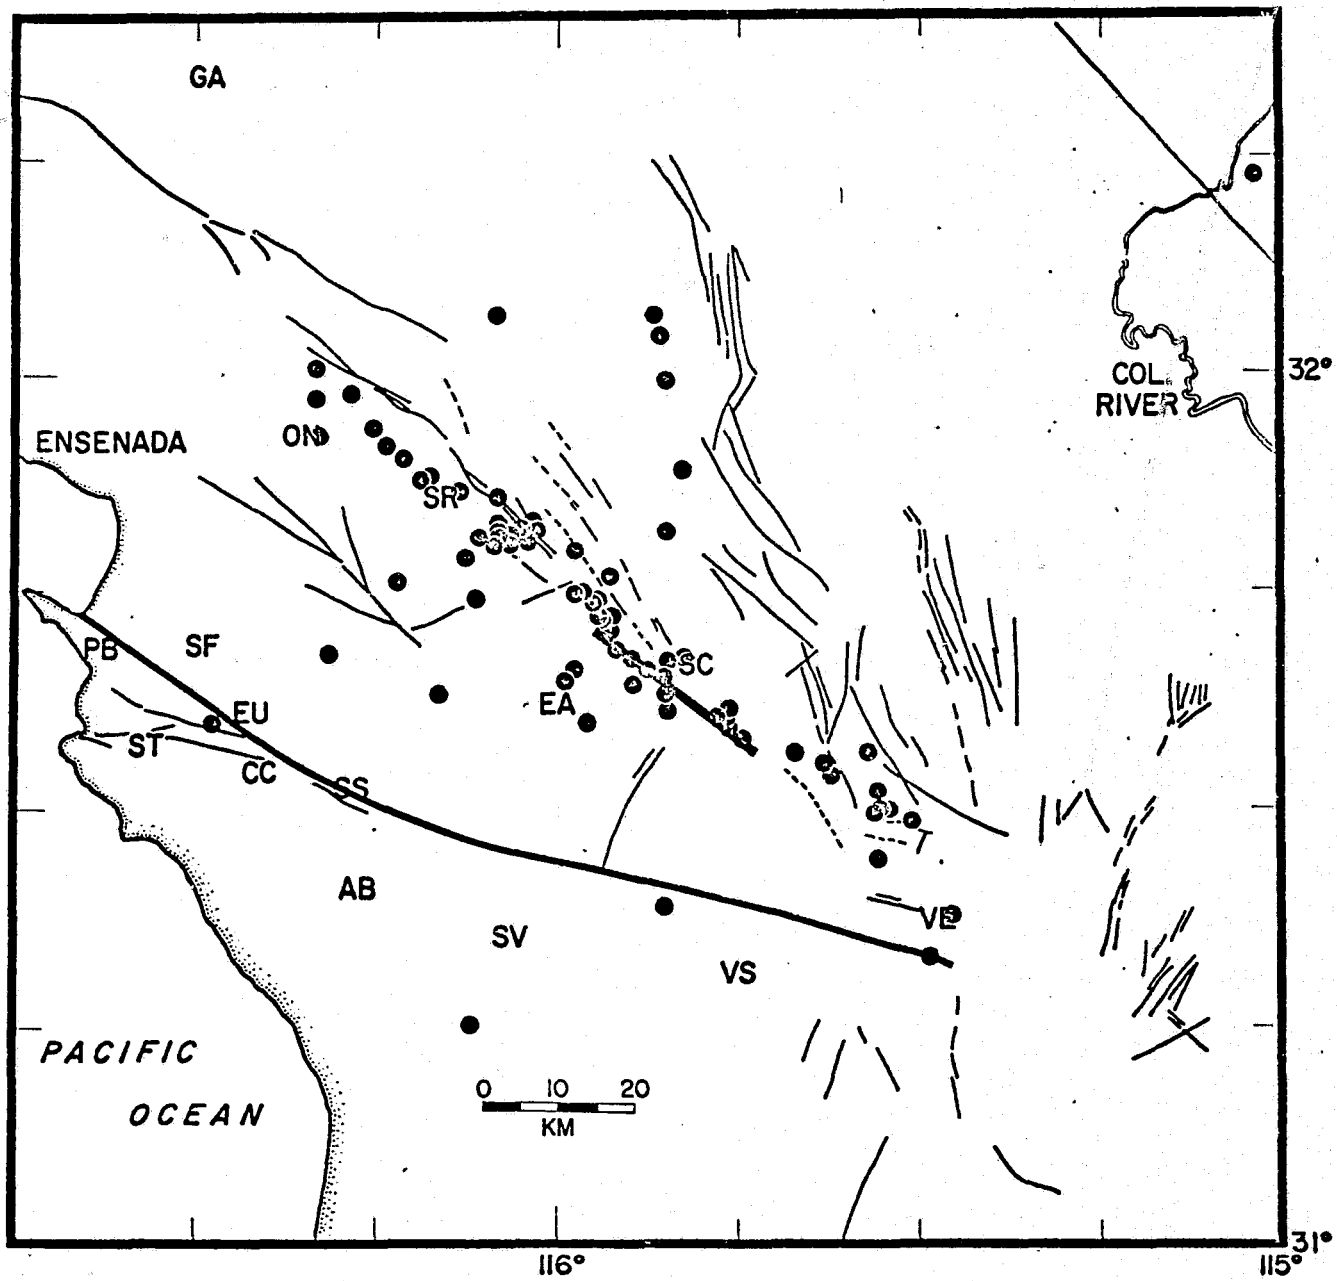 GA
COL.
RIVER
32°
ENSENADA
ON
SR
PB
SF
SC
EA
EU
ST
CC
SS
AB
T
VE
SV
VS
PACIFIC
OCEAN
0 10 20
KM
31°
116°
115°